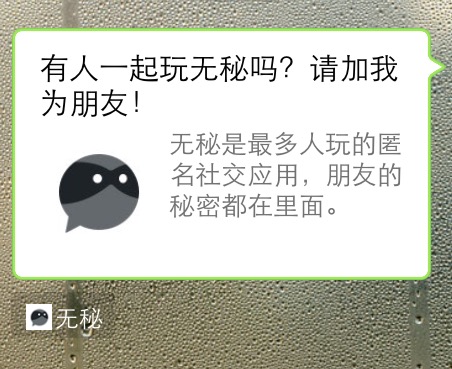 有人一起玩无秘吗？请加我
为朋友！
无秘是最多人玩的匿
名社交应用，朋友的
秘密都在里面。
无秘